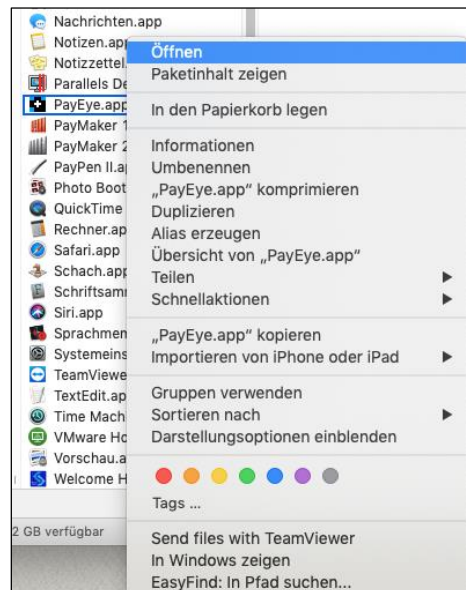 Nachrichten.app
Notizen.app
Notizzettel.
Parallels De
PayEye.app
PayMaker 1
PayMaker 2
PayPen II.a
Photo Boot
QuickTime
Rechner.ap
Safari.app
Schach.app
Schriftsam
Siri.app
Sprachmen
Systemeins
TeamViewe
TextEdit.ap
Time Mach
VMware Ho
Vorschau.a
Welcome H
2 GB verfügbar
Öffnen
Paketinhalt zeigen
In den Papierkorb legen
Informationen
Umbenennen
„PayEye.app“ komprimieren
Duplizieren
Alias erzeugen
Übersicht von „PayEye.app“
Teilen
Schnellaktionen
„PayEye.app“ kopieren
Importieren von iPhone oder iPad
Gruppen verwenden
Sortieren nach
Darstellungsoptionen einblenden
Tags ...
Send files with TeamViewer
In Windows zeigen
EasyFind: In Pfad suchen...